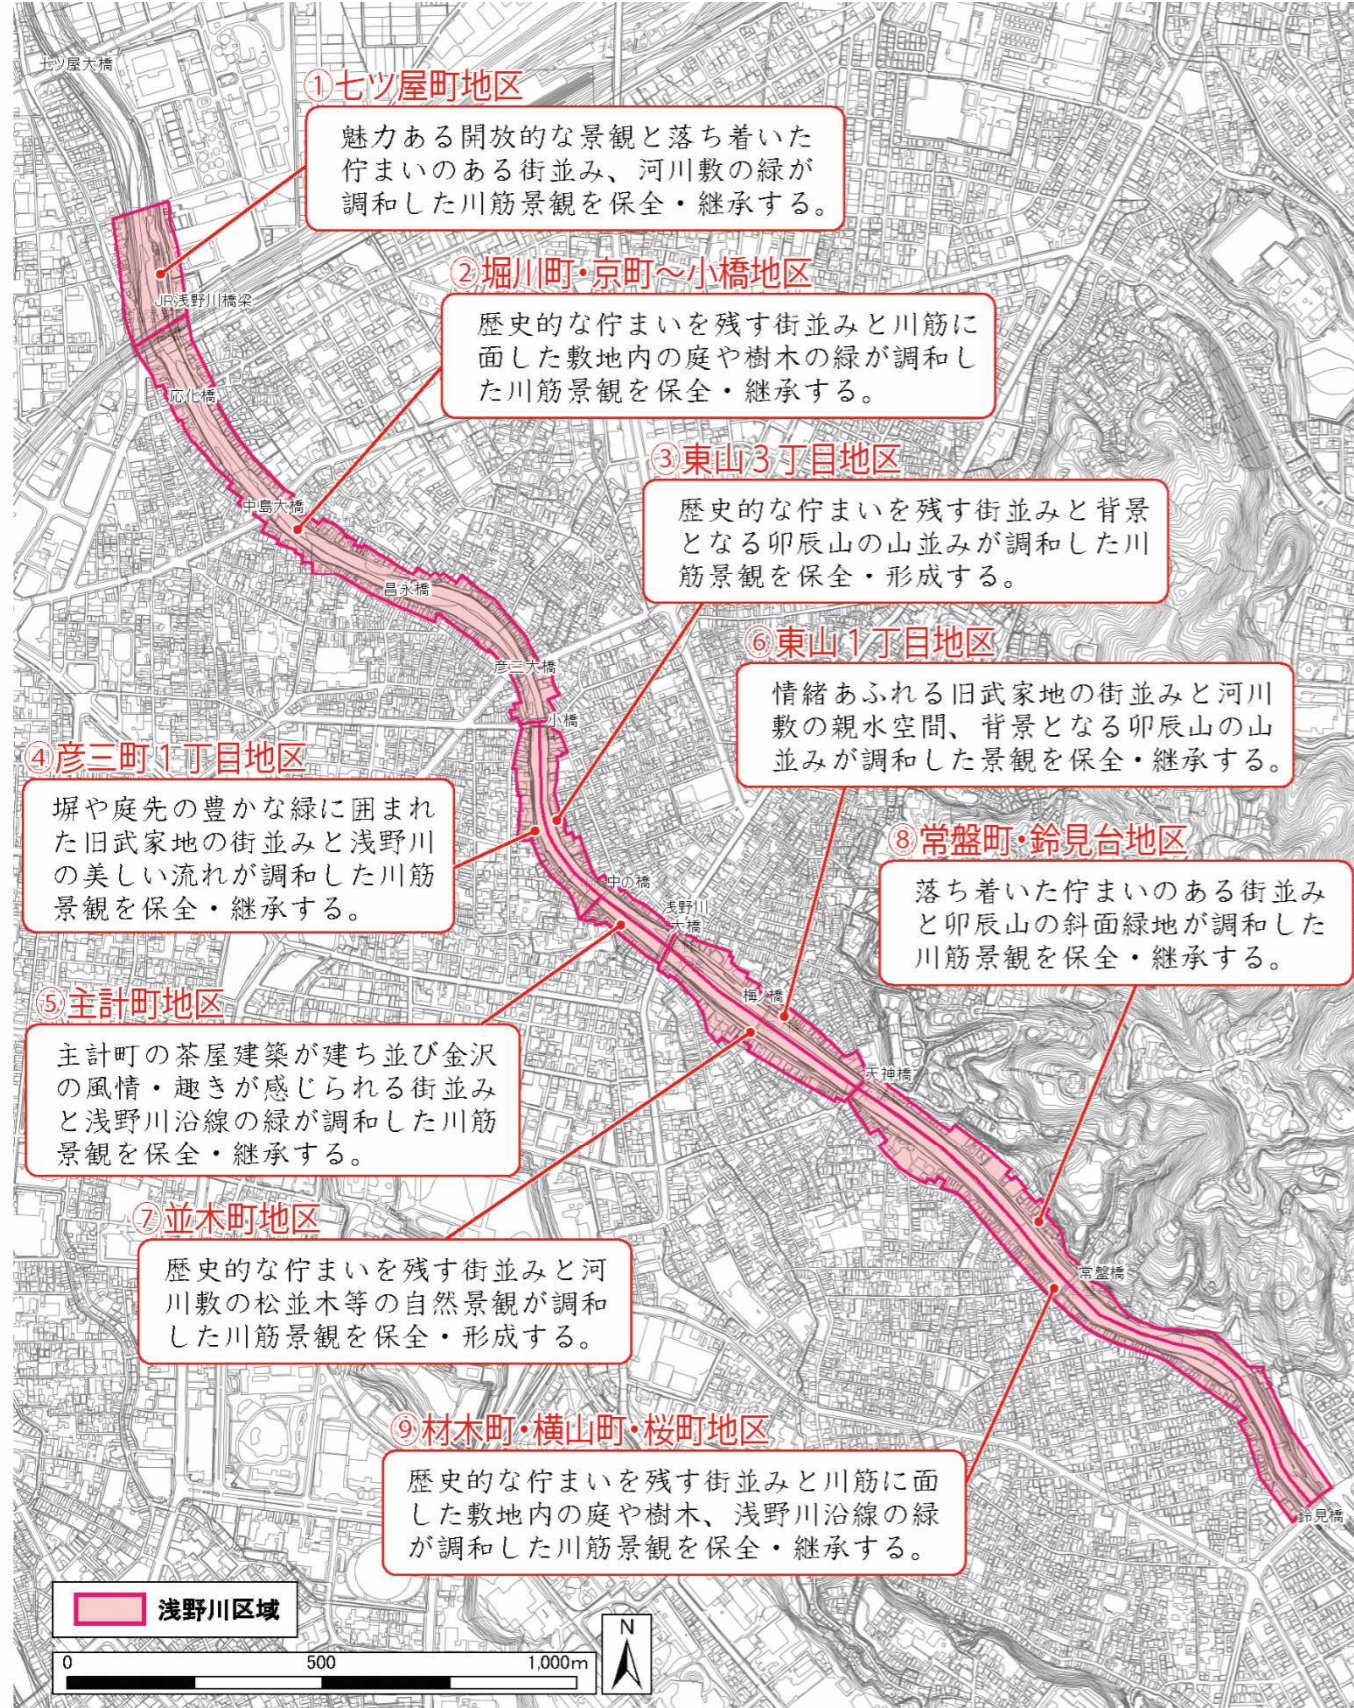 七ツ屋大橋
①七ツ屋町地区
魅力ある開放的な景観と落ち着いた
佇まいのある街並み、河川敷の緑が
調和した川筋景観を保全・継承する。
JR浅野川橋梁
②堀川町・京町～小橋地区
歴史的な佇まいを残す街並みと川筋に
面した敷地内の庭や樹木の緑が調和し
た川筋景観を保全・継承する。
応化橋
中島大橋
昌永橋
③東山３丁目地区
歴史的な佇まいを残す街並みと背景
となる卯辰山の山並みが調和した川
筋景観を保全・形成する。
彦三大橋
小橋
⑥東山１丁目地区
情緒あふれる旧武家地の街並みと河川
敷の親水空間、背景となる卯辰山の山
並みが調和した景観を保全・継承する。
④彦三町１丁目地区
塀や庭先の豊かな緑に囲まれ
た旧武家地の街並みと浅野川
の美しい流れが調和した川筋
景観を保全・継承する。
中の橋
浅野川
大橋
⑧常盤町・鈴見台地区
落ち着いた佇まいのある街並み
と卯辰山の斜面緑地が調和した
川筋景観を保全・継承する。
梅ノ橋
天神橋
⑤主計町地区
主計町の茶屋建築が建ち並び金沢
の風情・趣きが感じられる街並み
と浅野川沿線の緑が調和した川筋
景観を保全・継承する。
⑦並木町地区
歴史的な佇まいを残す街並みと河
川敷の松並木等の自然景観が調和
した川筋景観を保全・形成する。
常盤橋
⑨材木町・横山町・桜町地区
歴史的な佇まいを残す街並みと川筋に面
した敷地内の庭や樹木、浅野川沿線の緑
が調和した川筋景観を保全・継承する。
鈴見橋
浅野川区域
N
0 500 1,000m